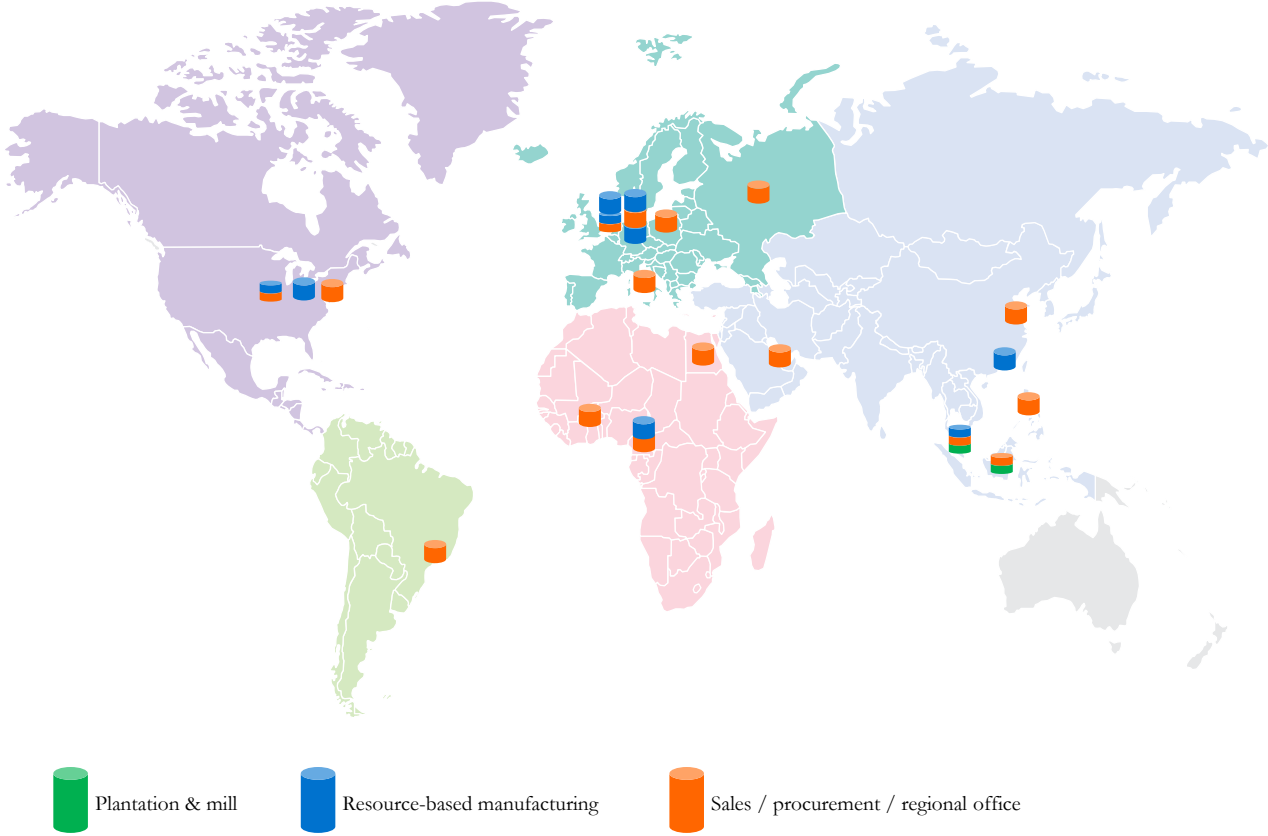 Plantation & mill
Resource-based manufacturing
Sales / procurement / regional office